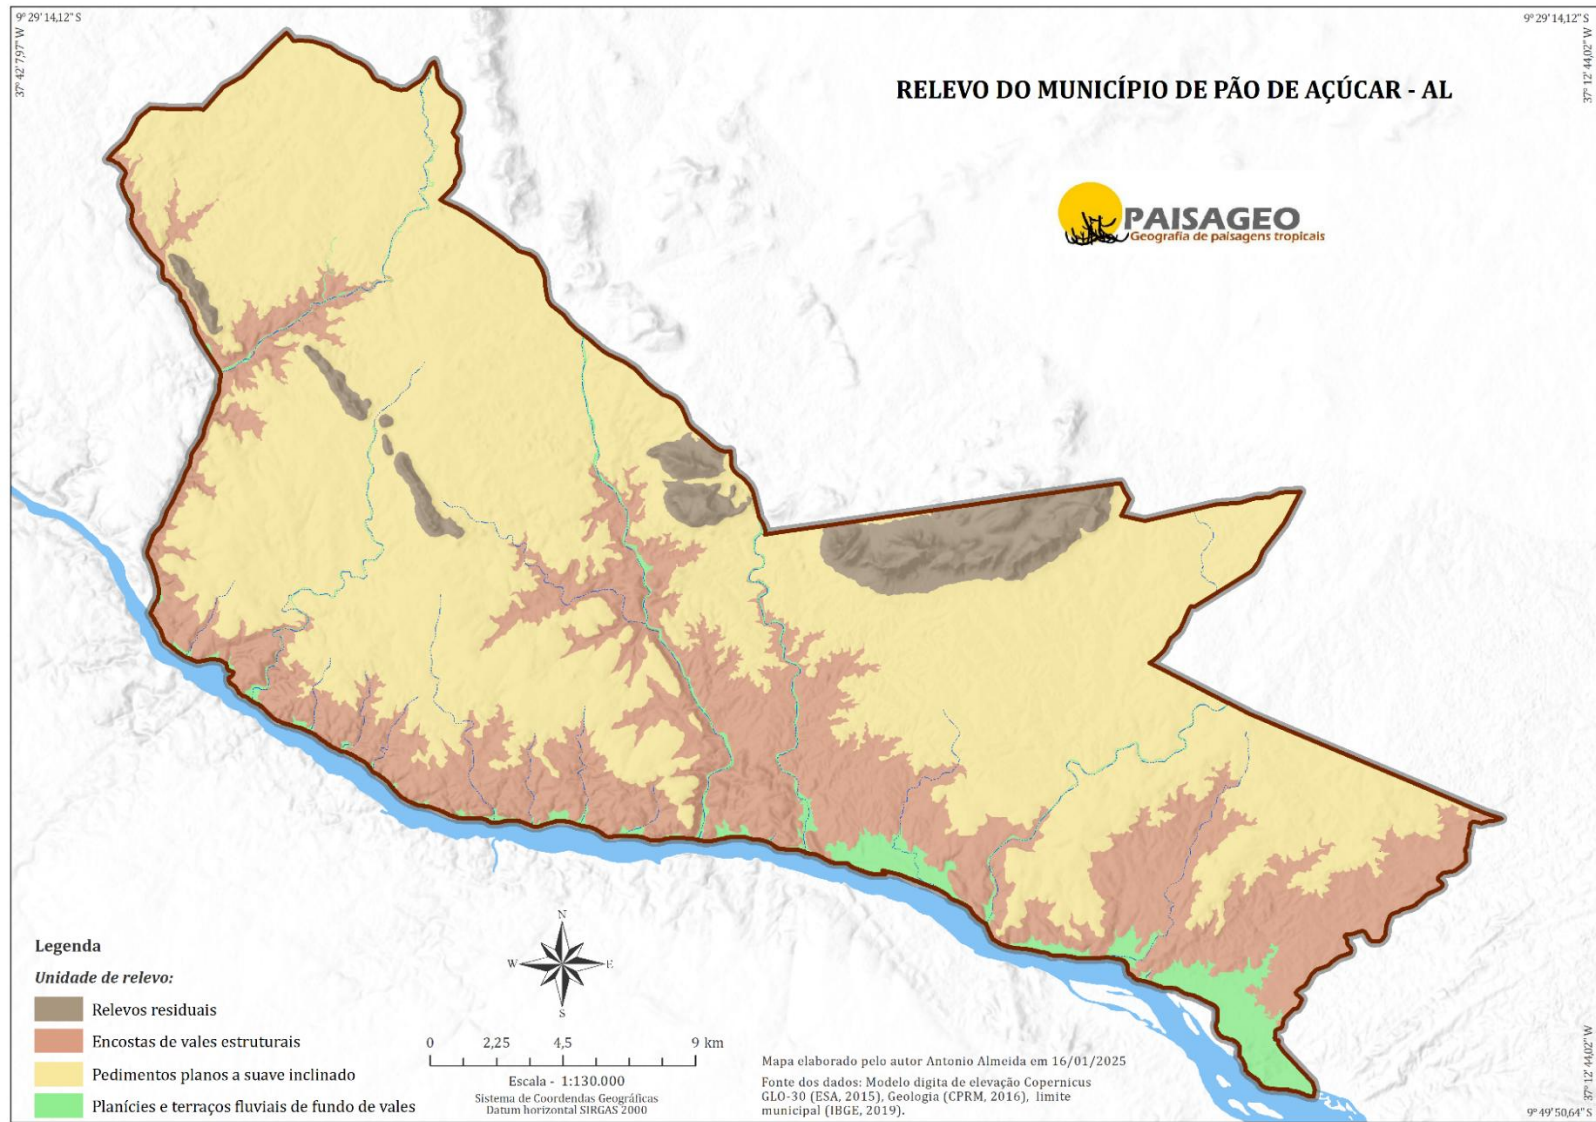 9° 29' 14,12" S
9° 29' 14,12" S
37° 42' 7,97" W
37° 12' 44,02" W
RELEVO DO MUNICÍPIO DE PÃO DE AÇÚCAR - AL
PAISAGEO
Geografia de paisagens tropicais
Legenda
Unidade de relevo:
Relevos residuais
Encostas de vales estruturais
Pedimentos planos a suave inclinado
Planícies e terraços fluviais de fundo de vales
N
W
E
S
0 2,25 4,5 9 km
Escala - 1:130.000
Sistema de Coordendas Geográficas
Datum horizontal SIRGAS 2000
Mapa elaborado pelo autor Antonio Almeida em 16/01/2025
Fonte dos dados: Modelo digita de elevação Copernicus
GLO-30 (ESA, 2015), Geologia (CPRM, 2016), limite
municipal (IBGE, 2019).
37° 12' 44,02" W
9° 49' 50,64" S